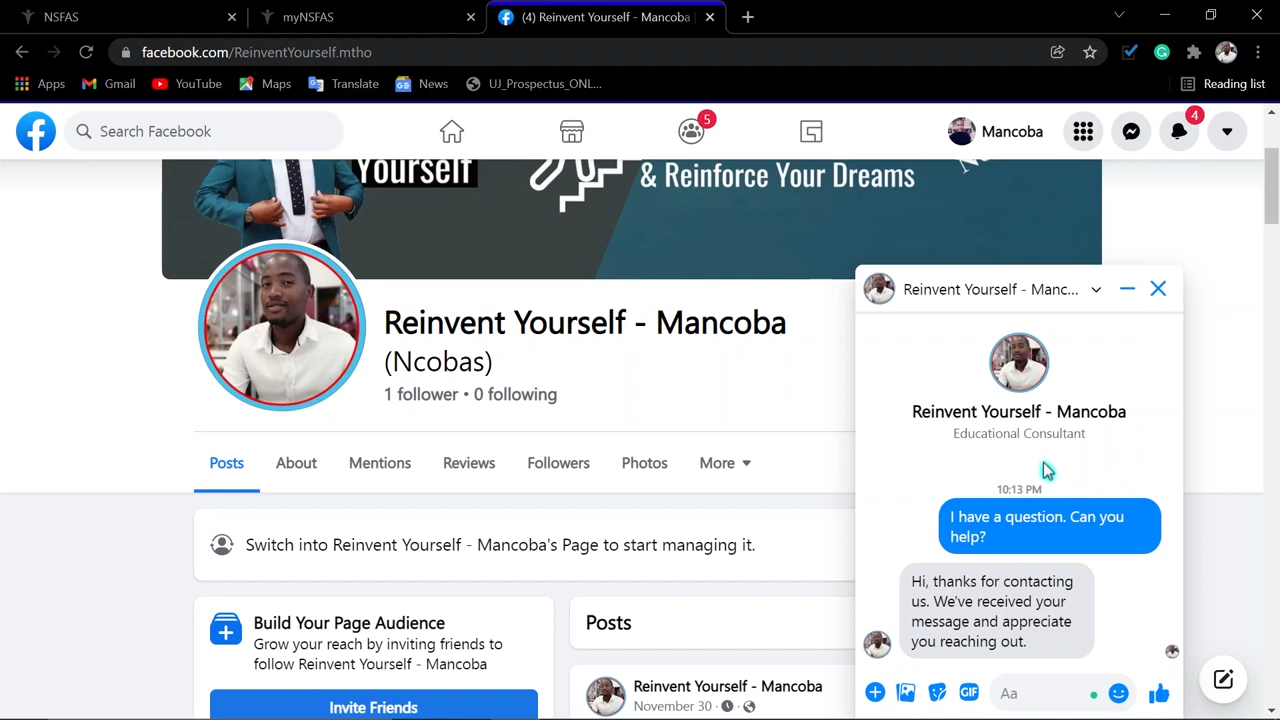 NSFAS
myNSFAS
(4) Reinvent Yourself - Mancoba
facebook.com/ReinventYourself.mtho
Apps
Gmail
YouTube
Maps
Translate
News
UJ_Prospectus_ONL...
Reading list
Search Facebook
5
Mancoba
4
Yourself
& Reinforce Your Dreams
Reinvent Yourself - Mancoba
(Ncobas)
1 follower • 0 following
Posts
About
Mentions
Reviews
Followers
Photos
More
Switch into Reinvent Yourself - Mancoba's Page to start managing it.
Build Your Page Audience
Grow your reach by inviting friends to
follow Reinvent Yourself - Mancoba
Invite Friends
Posts
Reinvent Yourself - Mancoba
November 30 ·
Reinvent Yourself - Manc...
Reinvent Yourself - Mancoba
Educational Consultant
10:13 PM
I have a question. Can you
help?
Hi, thanks for contacting
us. We've received your
message and appreciate
you reaching out.
GIF
Aa